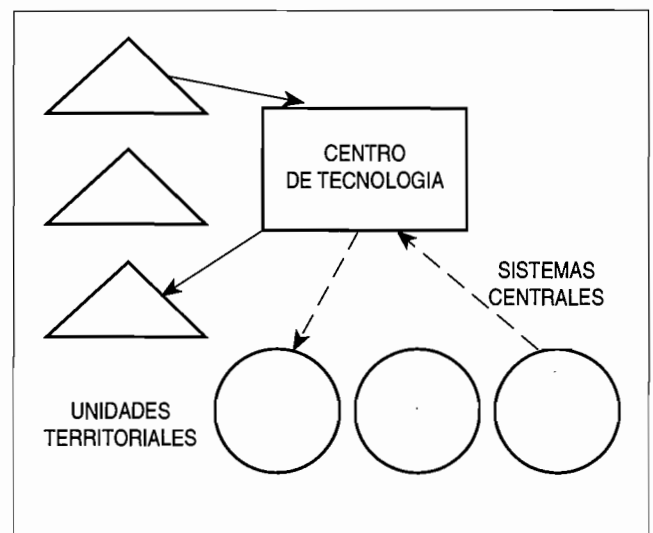 CENTRO
DE TECNOLOGIA
SISTEMAS
CENTRALES
UNIDADES
TERRITORIALES